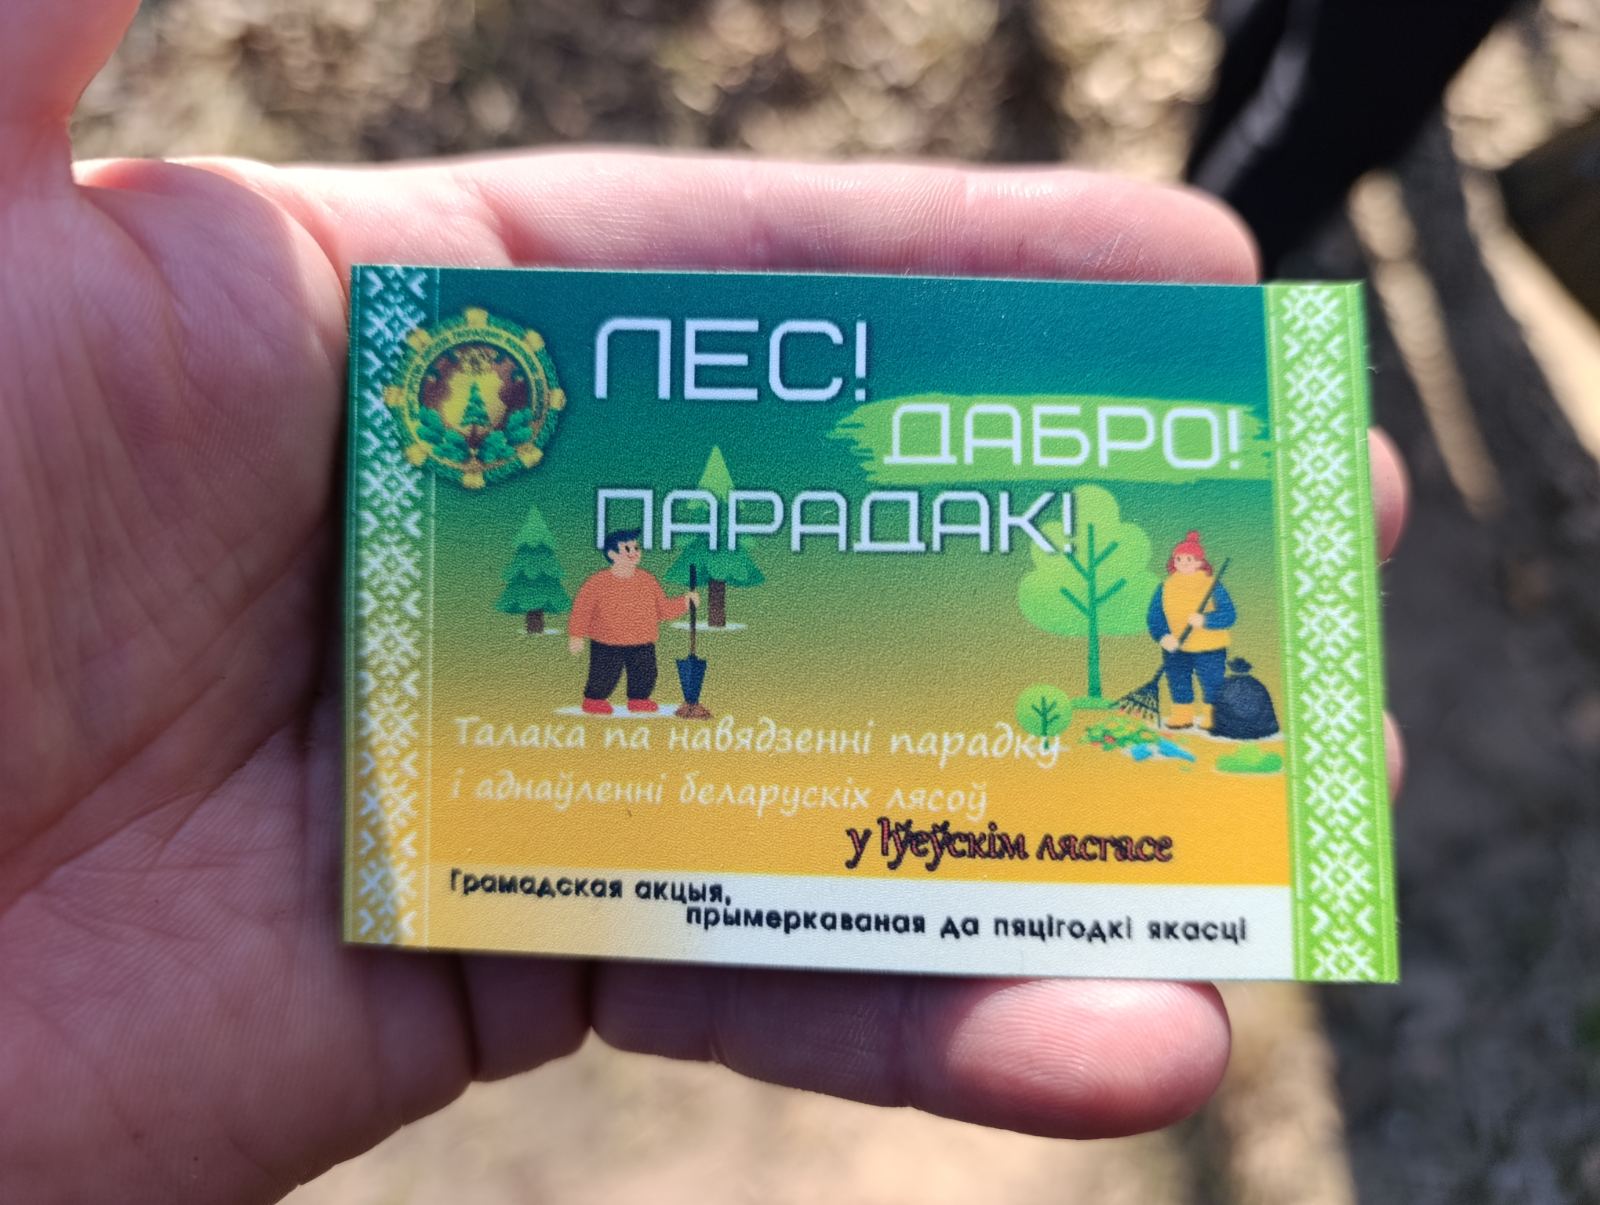 ЛЕС!
ДАБРО!
ПАРАДАК!
Талака па навядзенні парадку
і аднаўленні беларускіх лясоў
у Іўеўскім лясгасе
Грамадская акцыя,
прымеркаваная да пяцігодкі якасці